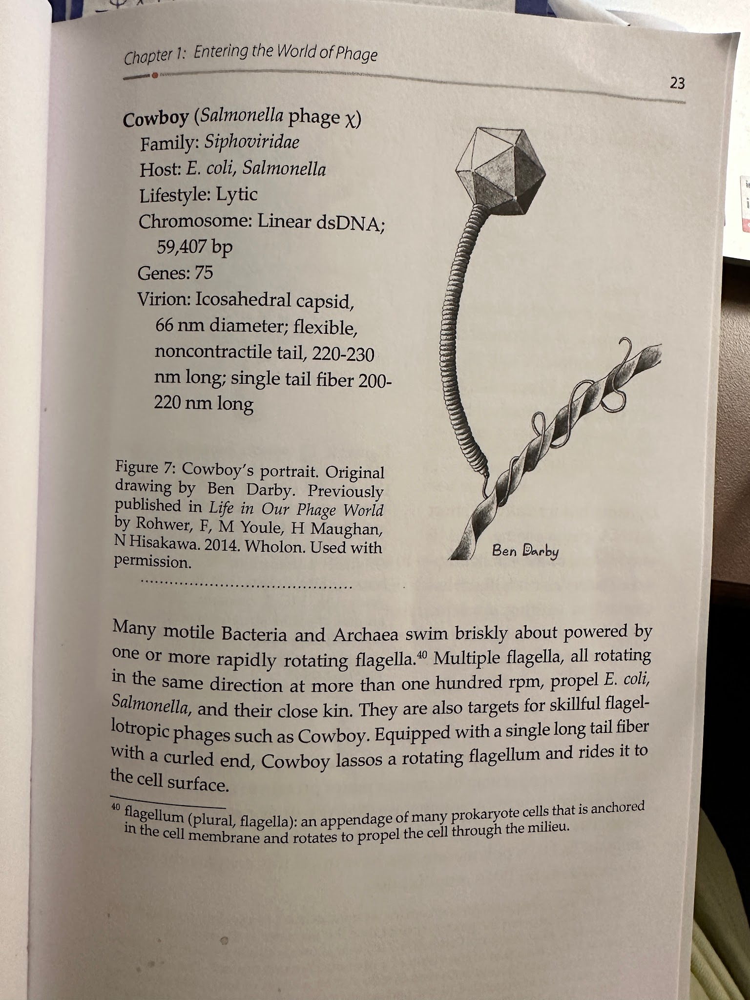 Chapter 1: Entering the World of Phage
23
Cowboy (Salmonella phage χ)
Family: Siphoviridae
Host: E. coli, Salmonella
Lifestyle: Lytic
Chromosome: Linear dsDNA;
59,407 bp
Genes: 75
Virion: Icosahedral capsid,
66 nm diameter; flexible,
noncontractile tail, 220-230
nm long; single tail fiber 200-
220 nm long
Figure 7: Cowboy's portrait. Original
drawing by Ben Darby. Previously
published in Life in Our Phage World
by Rohwer, F, M Youle, H Maughan,
N Hisakawa. 2014. Wholon. Used with
permission.
Ben Darby
Many motile Bacteria and Archaea swim briskly about powered by
one or more rapidly rotating flagella.⁴⁰ Multiple flagella, all rotating
in the same direction at more than one hundred rpm, propel E. coli,
Salmonella, and their close kin. They are also targets for skillful flagel-
lotropic phages such as Cowboy. Equipped with a single long tail fiber
with a curled end, Cowboy lassos a rotating flagellum and rides it to
the cell surface.
⁴⁰ flagellum (plural, flagella): an appendage of many prokaryote cells that is anchored
in the cell membrane and rotates to propel the cell through the milieu.